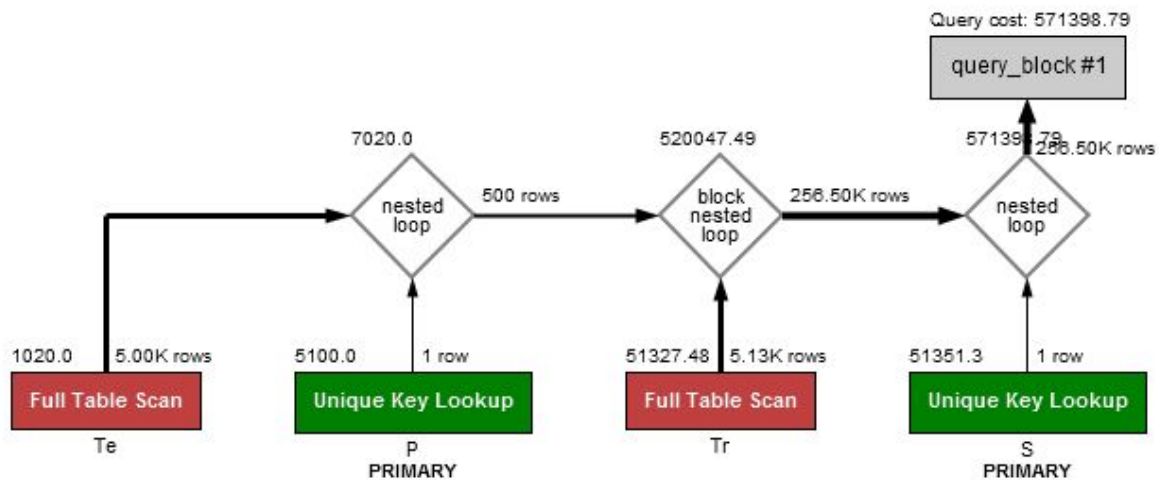 Query cost: 571398.79
query_block #1
7020.0
520047.49
571398.79
256.50K rows
nested
loop
500 rows
block
nested
loop
256.50K rows
nested
loop
1020.0
5.00K rows
5100.0
1 row
51327.48
5.13K rows
51351.3
1 row
Full Table Scan
Unique Key Lookup
Full Table Scan
Unique Key Lookup
Te
P
Tr
S
PRIMARY
PRIMARY